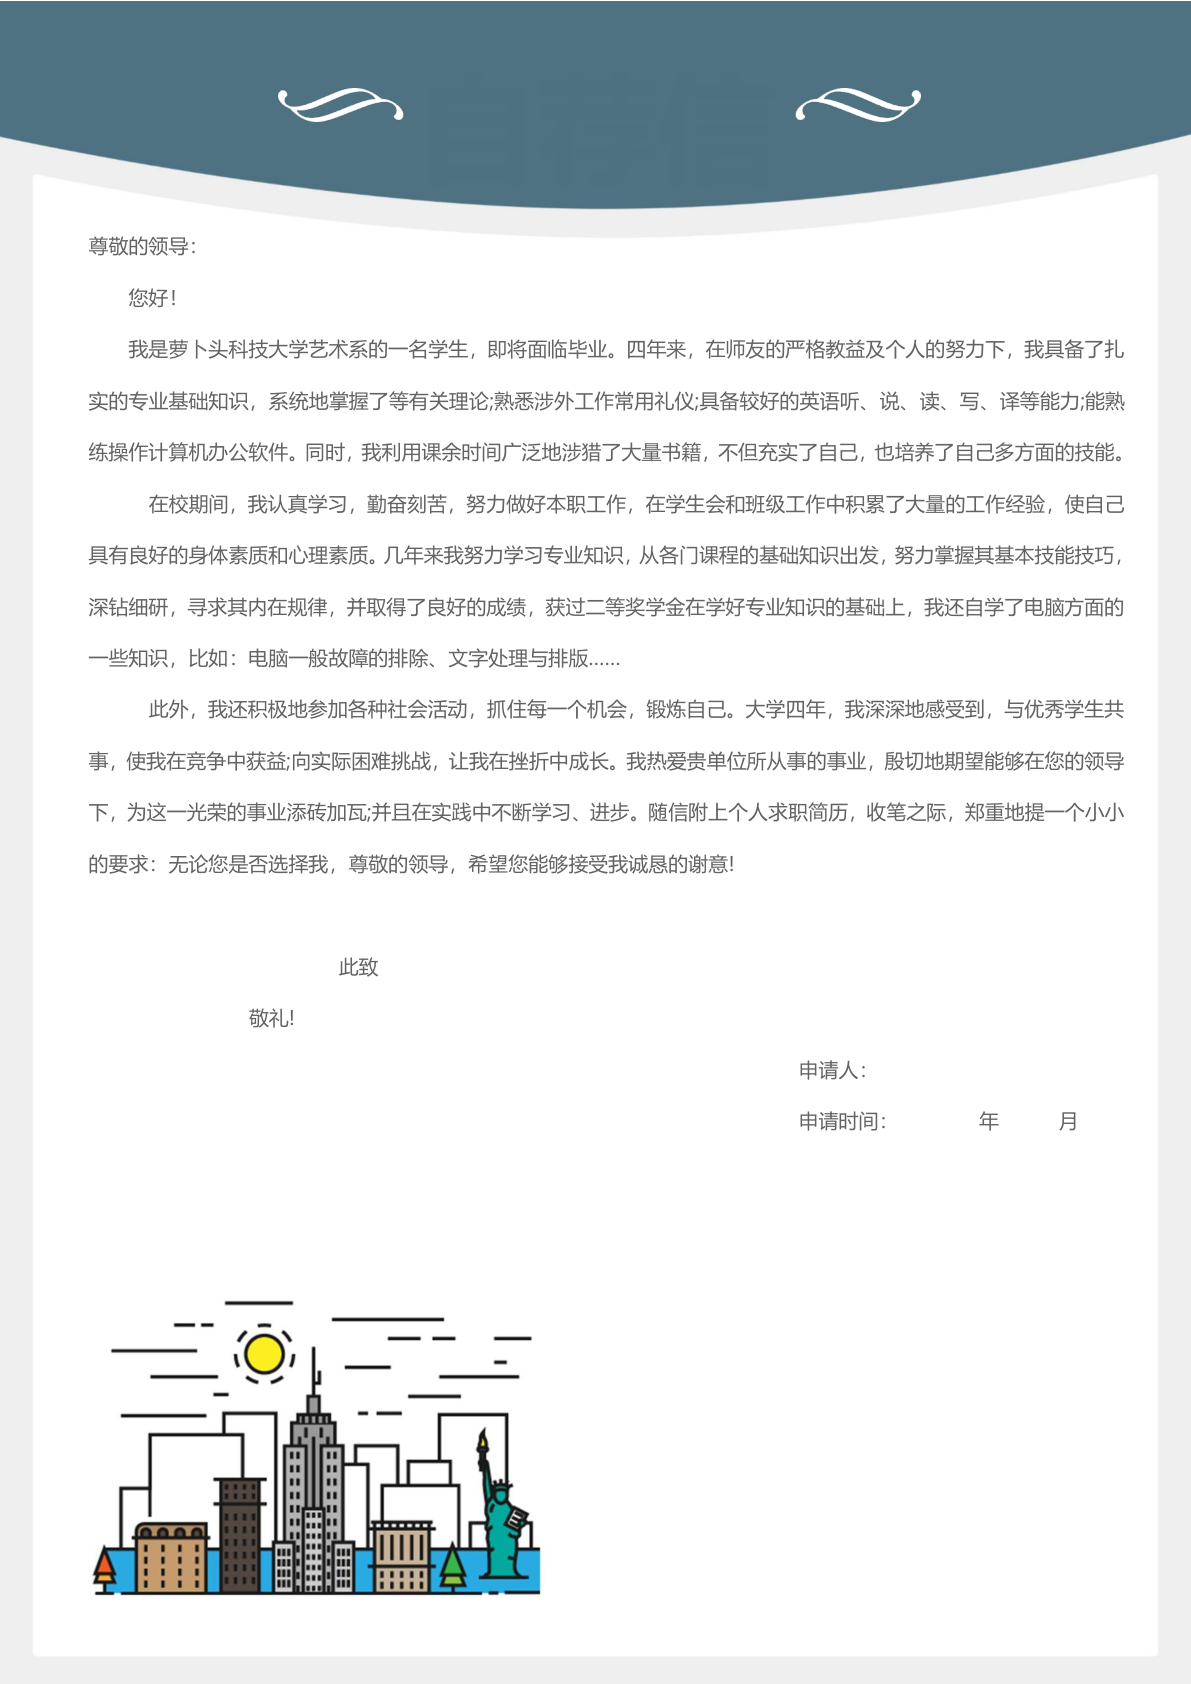 尊敬的领导：
您好！
我是萝卜头科技大学艺术系的一名学生，即将面临毕业。四年来，在师友的严格教益及个人的努力下，我具备了扎
实的专业基础知识，系统地掌握了等有关理论;熟悉涉外工作常用礼仪;具备较好的英语听、说、读、写、译等能力;能熟
练操作计算机办公软件。同时，我利用课余时间广泛地涉猎了大量书籍，不但充实了自己，也培养了自己多方面的技能。
在校期间，我认真学习，勤奋刻苦，努力做好本职工作，在学生会和班级工作中积累了大量的工作经验，使自己
具有良好的身体素质和心理素质。几年来我努力学习专业知识，从各门课程的基础知识出发，努力掌握其基本技能技巧，
深钻细研，寻求其内在规律，并取得了良好的成绩，获过二等奖学金在学好专业知识的基础上，我还自学了电脑方面的
一些知识，比如：电脑一般故障的排除、文字处理与排版......
此外，我还积极地参加各种社会活动，抓住每一个机会，锻炼自己。大学四年，我深深地感受到，与优秀学生共
事，使我在竞争中获益;向实际困难挑战，让我在挫折中成长。我热爱贵单位所从事的事业，殷切地期望能够在您的领导
下，为这一光荣的事业添砖加瓦;并且在实践中不断学习、进步。随信附上个人求职简历，收笔之际，郑重地提一个小小
的要求：无论您是否选择我，尊敬的领导，希望您能够接受我诚恳的谢意!
此致
敬礼!
申请人：
申请时间： 年 月